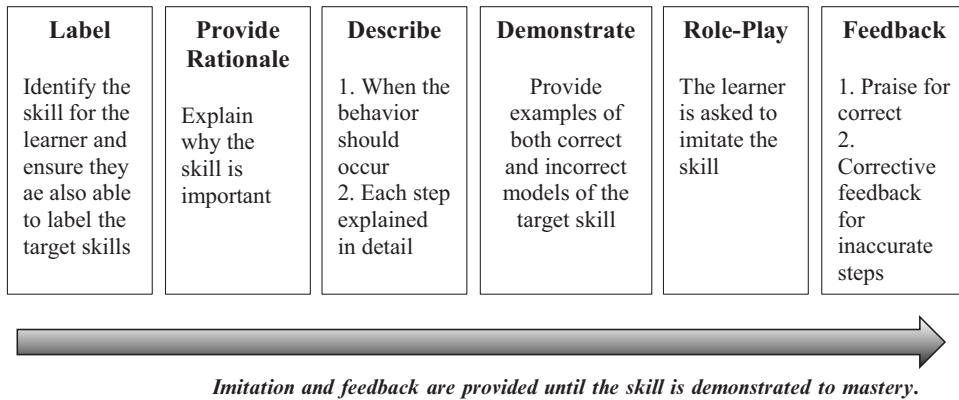 Label
Identify the
skill for the
learner and
ensure they
ae also able
to label the
target skills
Provide
Rationale
Explain
why the
skill is
important
Describe
1. When the
behavior
should
occur
2. Each step
explained
in detail
Demonstrate
Provide
examples of
both correct
and incorrect
models of the
target skill
Role-Play
The learner
is asked to
imitate the
skill
Feedback
1. Praise for
correct
2.
Corrective
feedback
for
inaccurate
steps
Imitation and feedback are provided until the skill is demonstrated to mastery.